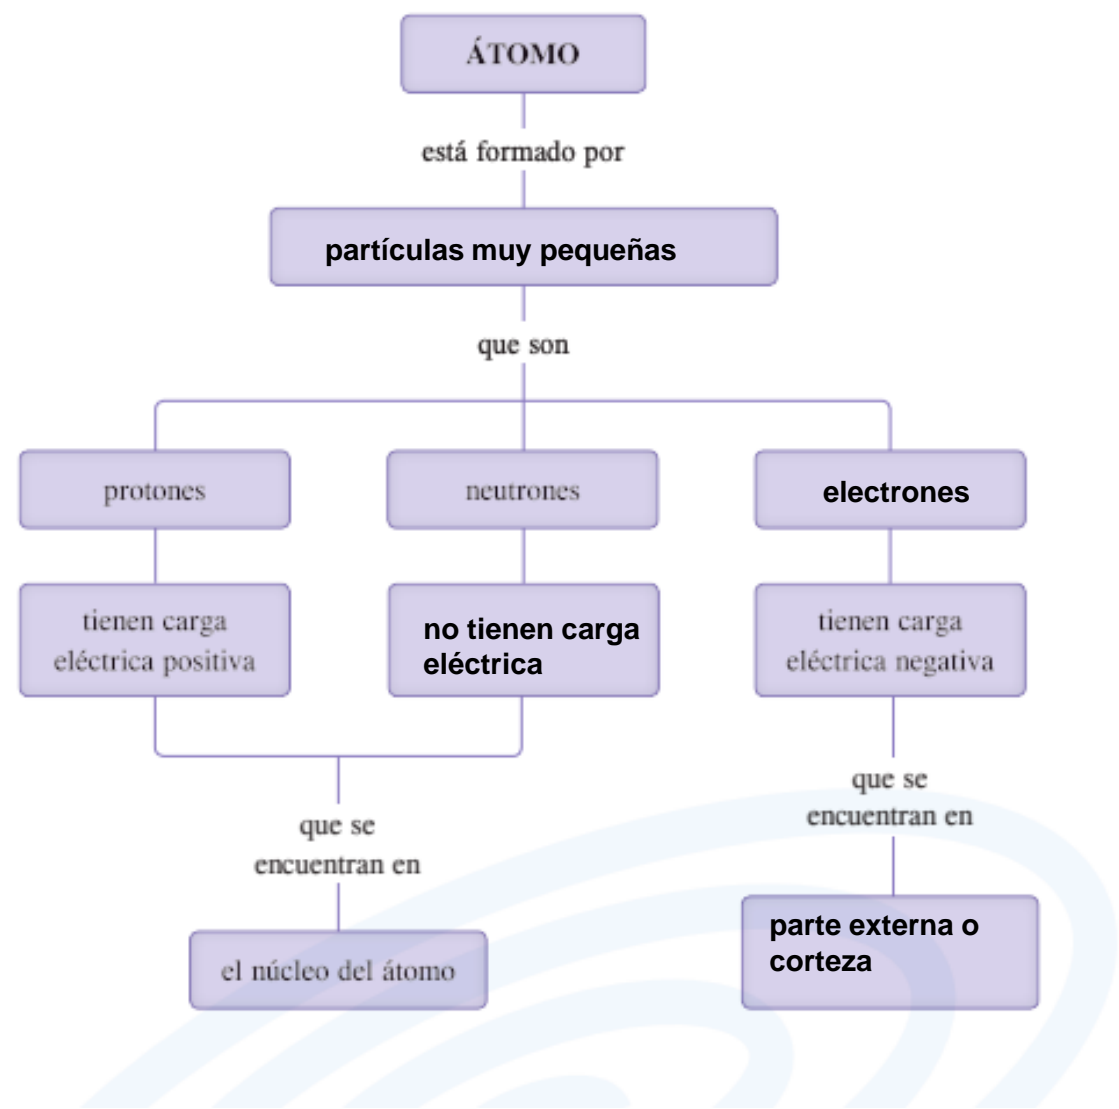 ÁTOMO
está formado por
partículas muy pequeñas
que son
protones
neutrones
electrones
tienen carga
eléctrica positiva
no tienen carga
eléctrica
tienen carga
eléctrica negativa
que se
encuentran en
el núcleo del átomo
que se
encuentran en
parte externa o
corteza